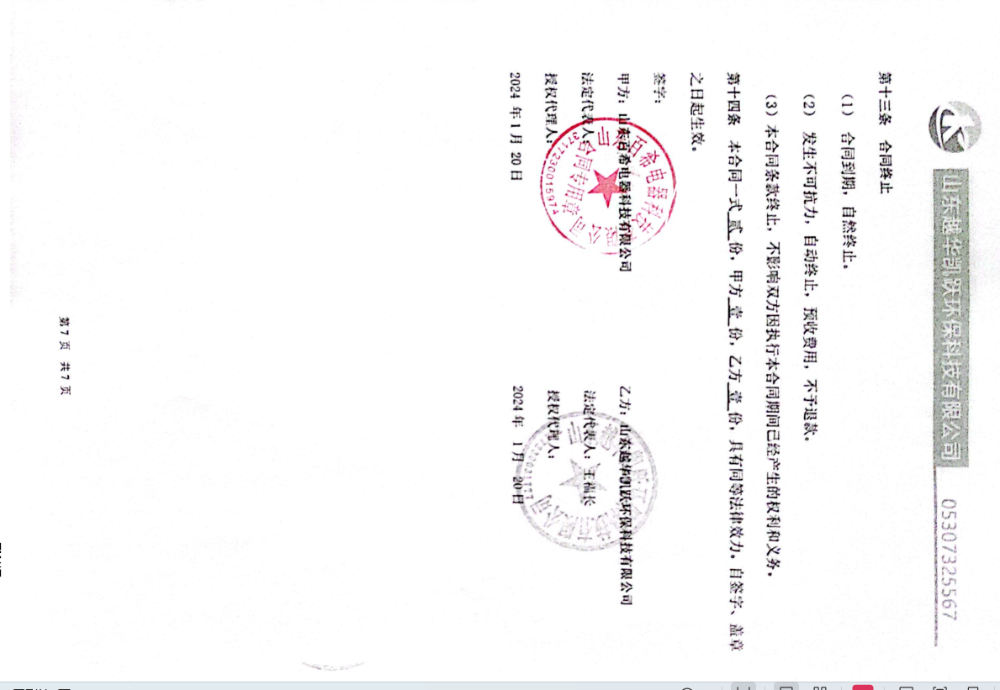 山东越华凯跃环保科技有限公司 05307325567
第十三条 合同终止
（1） 合同到期，自然终止。
（2） 发生不可抗力，自动终止，预收费用，不予退款。
（3）本合同条款终止，不影响双方因执行本合同期间已经产生的权利和义务。
第十四条 本合同一式 贰 份，甲方 壹 份，乙方 壹 份，具有同等法律效力。自签字、盖章
之日起生效。
签字：
甲方：山东百希电器科技有限公司 乙方：山东越华凯跃环保科技有限公司
法定代表人： 法定代表人：王福长
授权代理人： 授权代理人：
2024 年 1 月 20 日 2024 年 1 月 20 日
合同专用章
3717230015974
第 7 页 共 7 页